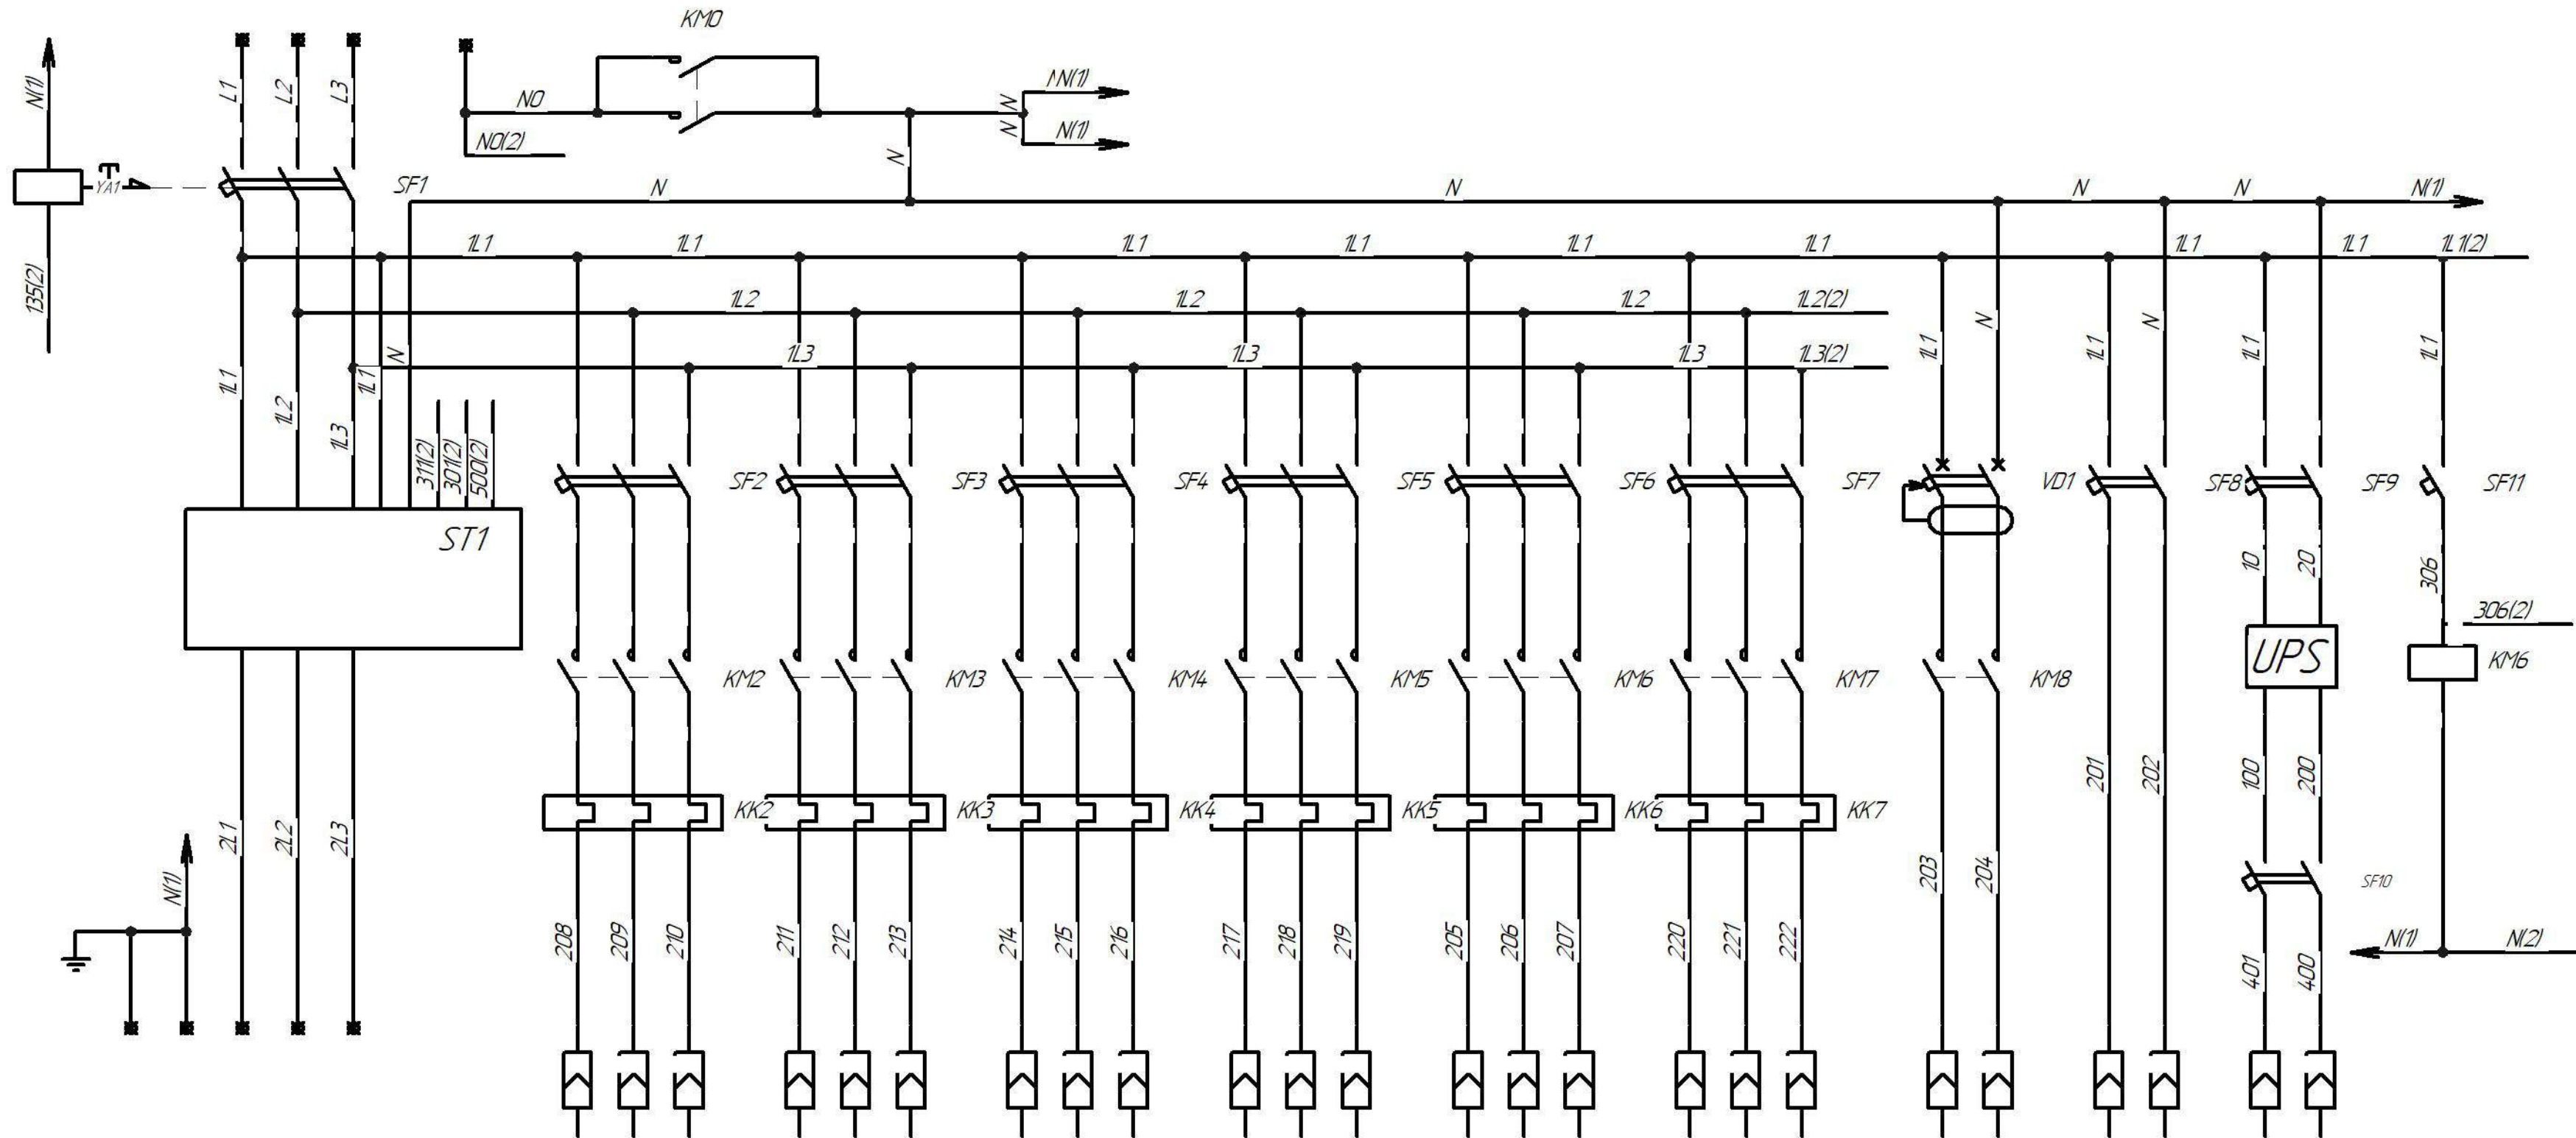 KM0
N(1)
L1
L2
L3
N0
N0(2)
N
N
NN(1)
N(1)
N
YA1
SF1
N
N
N
N
N(1)
135(2)
1L1
1L1
1L1
1L1
1L1
1L1
1L1
1L1
1L1(2)
1L2
1L2
1L2
1L2(2)
1L3
1L3
1L3
1L3(2)
1L1
1L2
1L3
1L1
N
1L1
N
1L1
N
1L1
1L1
311(2)
301(2)
500(2)
ST1
SF2
SF3
SF4
SF5
SF6
SF7
VD1
SF8
SF9
SF11
10
20
306
306(2)
UPS
KM6
KM2
KM3
KM4
KM5
KM6
KM7
KM8
201
202
100
200
KK2
KK3
KK4
KK5
KK6
KK7
2L1
2L2
2L3
N(1)
203
204
SF10
208
209
210
211
212
213
214
215
216
217
218
219
205
206
207
220
221
222
401
400
N(1)
N(2)